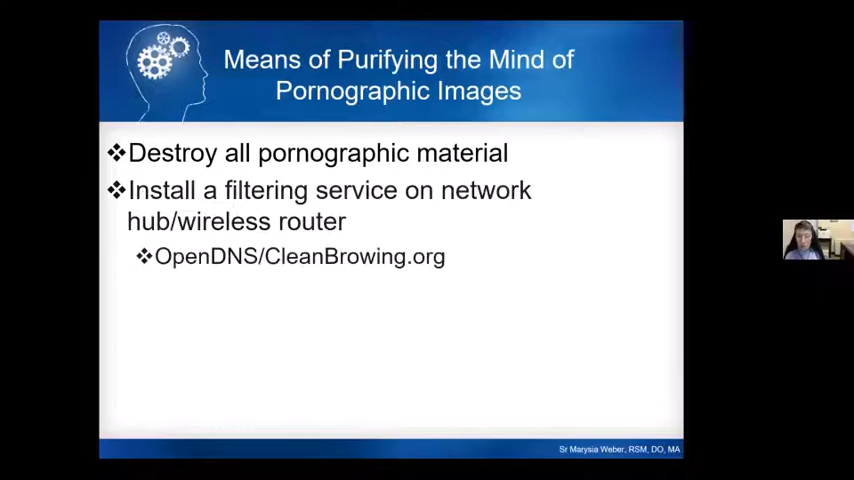 Means of Purifying the Mind of
Pornographic Images
❖Destroy all pornographic material
❖Install a filtering service on network
hub/wireless router
❖OpenDNS/CleanBrowing.org
Sr Marysia Weber, RSM, DO, MA